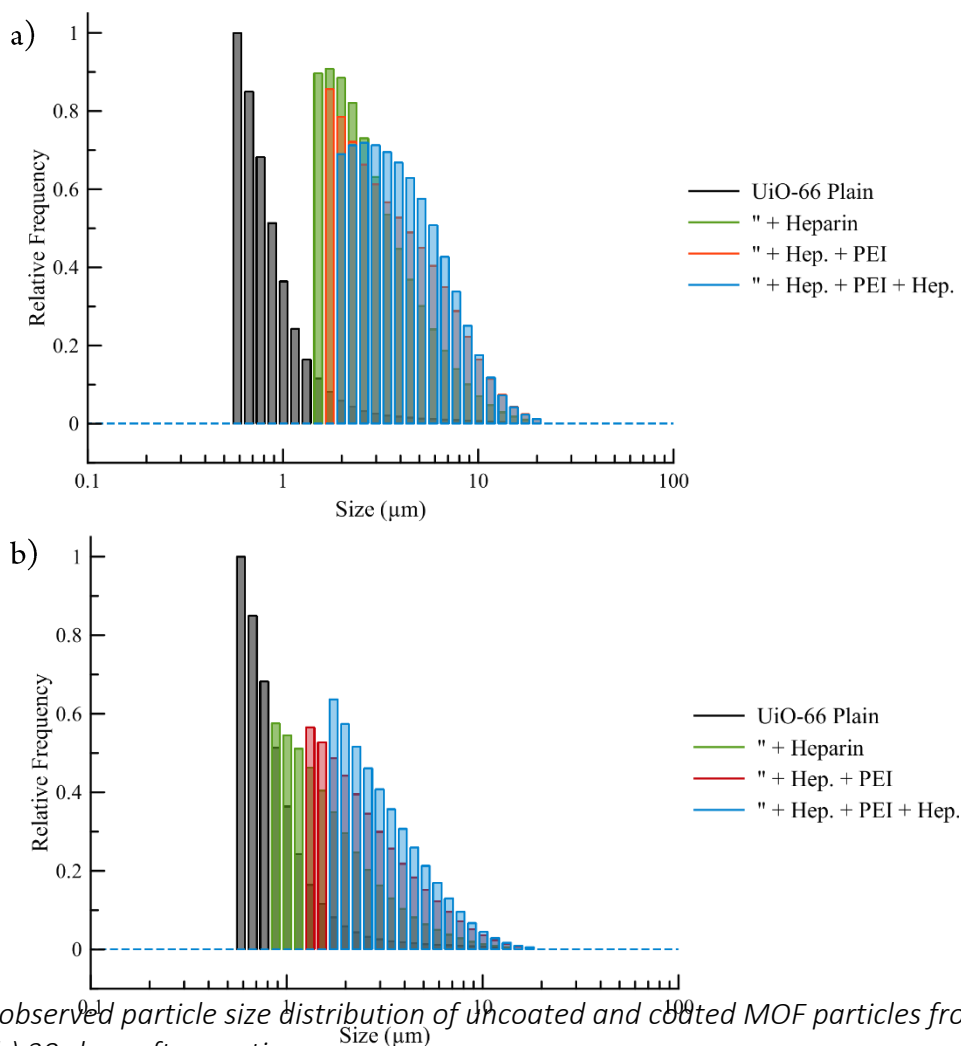 a)
1
0.8
0.6
0.4
0.2
0
Relative Frequency
0.1 1 10 100
Size (µm)
UiO-66 Plain
" + Heparin
" + Hep. + PEI
" + Hep. + PEI + Hep.
b)
1
0.8
0.6
0.4
0.2
0
Relative Frequency
0.1 1 10 100
Size (µm)
UiO-66 Plain
" + Heparin
" + Hep. + PEI
" + Hep. + PEI + Hep.
observed particle size distribution of uncoated and coated MOF particles